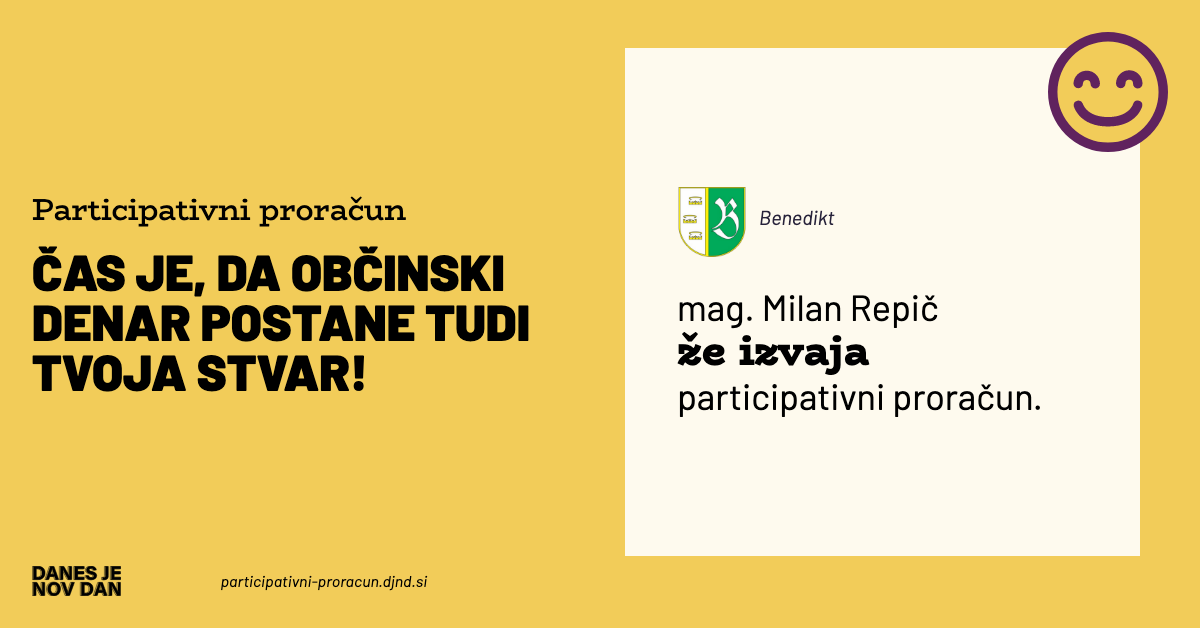 Participativni proračun
ČAS JE, DA OBČINSKI
DENAR POSTANE TUDI
TVOJA STVAR!
DANES JE
NOV DAN
participativni-proracun.djnd.si
B
Benedikt
mag. Milan Repič
že izvaja
participativni proračun.